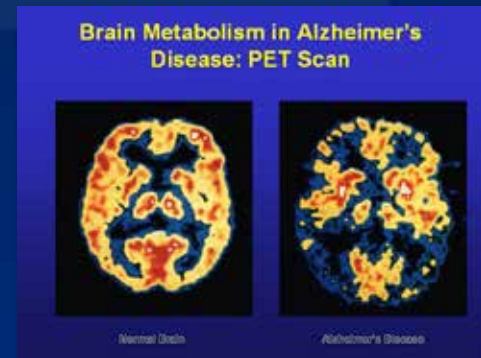 Brain Metabolism in Alzheimer's
Disease: PET Scan
Normal Brain
Alzheimer's Disease